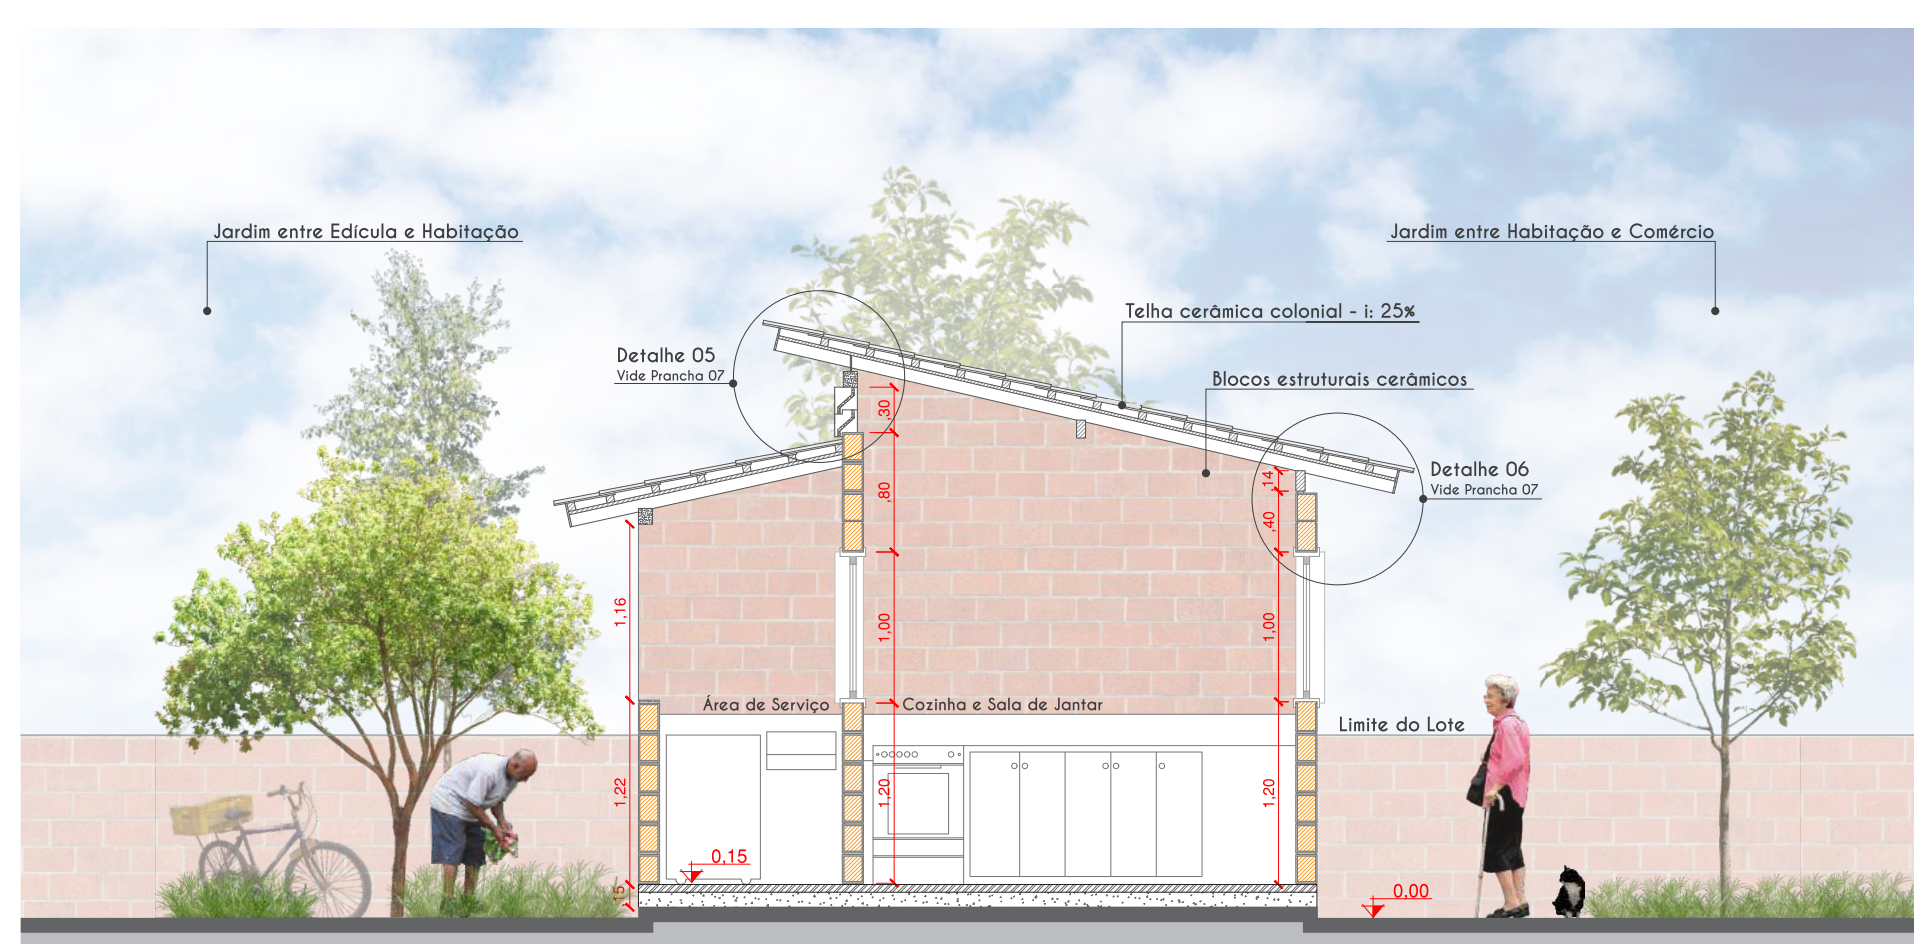 Jardim entre Edícula e Habitação
Jardim entre Habitação e Comércio
Telha cerâmica colonial - i: 25%
Detalhe 05
Vide Prancha 07
Blocos estruturais cerâmicos
,30
Detalhe 06
Vide Prancha 07
,14
,80
,40
1,16
1,00
1,00
Área de Serviço
Cozinha e Sala de Jantar
Limite do Lote
1,22
1,20
1,20
0,15
15
0,00